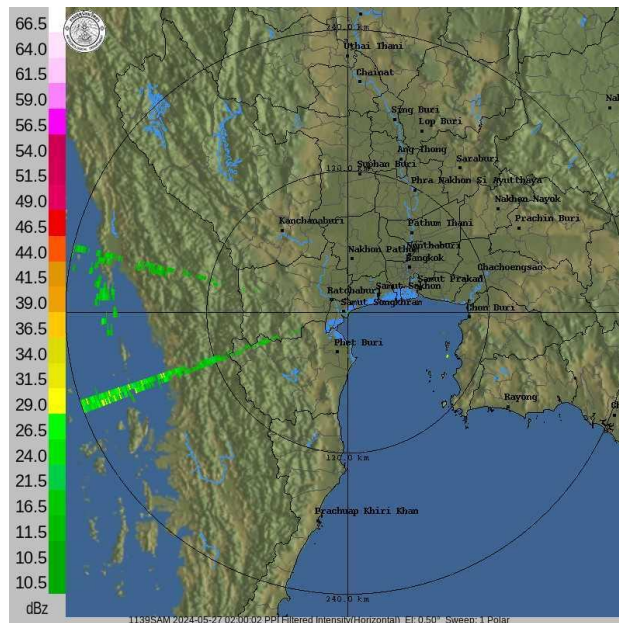 66.5
64.0
61.5
59.0
56.5
54.0
51.5
49.0
46.5
44.0
41.5
39.0
36.5
34.0
31.5
29.0
26.5
24.0
21.5
16.5
11.5
10.5
10.5
dBz
240.0 km
Uthai Thani
Chainat
Sing Buri
Lop Buri
Ang Thong
Saraburi
120.0 km
Suphan Buri
Phra Nakhon Si Ayutthaya
Nakhon Nayok
Kanchanaburi
Pathum Thani
Prachin Buri
Nakhon Pathom
Nonthaburi
Bangkok
Chachoengsao
Samut Prakan
Ratchaburi
Samut Sakhon
Samut Songkhram
Chon Buri
Phet Buri
Rayong
Prachuap Khiri Khan
240.0 km
1139SAM 2024-05-27 02:00:02 PPI Filtered Intensity(Horizontal) El: 0.50° Sweep: 1 Polar